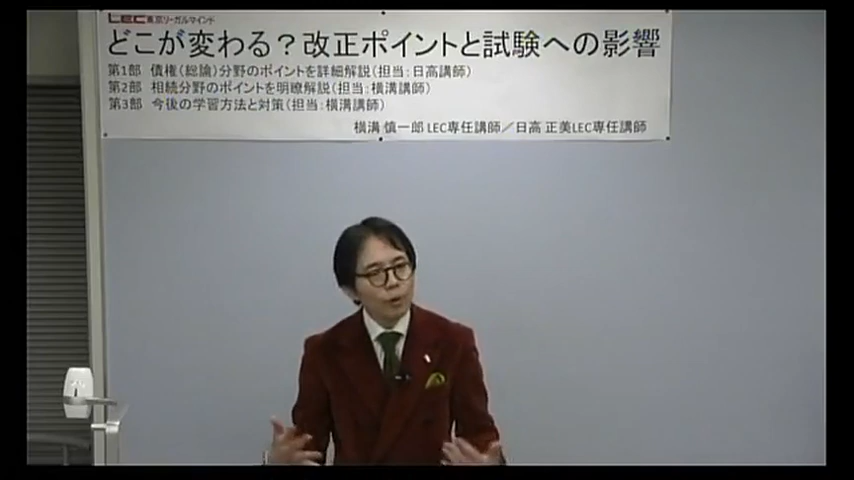 LEC東京リーガルマインド
どこが変わる？改正ポイントと試験への影響
第1部 債権（総論）分野のポイントを詳細解説（担当：日高講師）
第2部 相続分野のポイントを明瞭解説（担当：横溝講師）
第3部 今後の学習方法と対策（担当：横溝講師）
横溝 慎一郎 LEC専任講師／日高 正美LEC専任講師